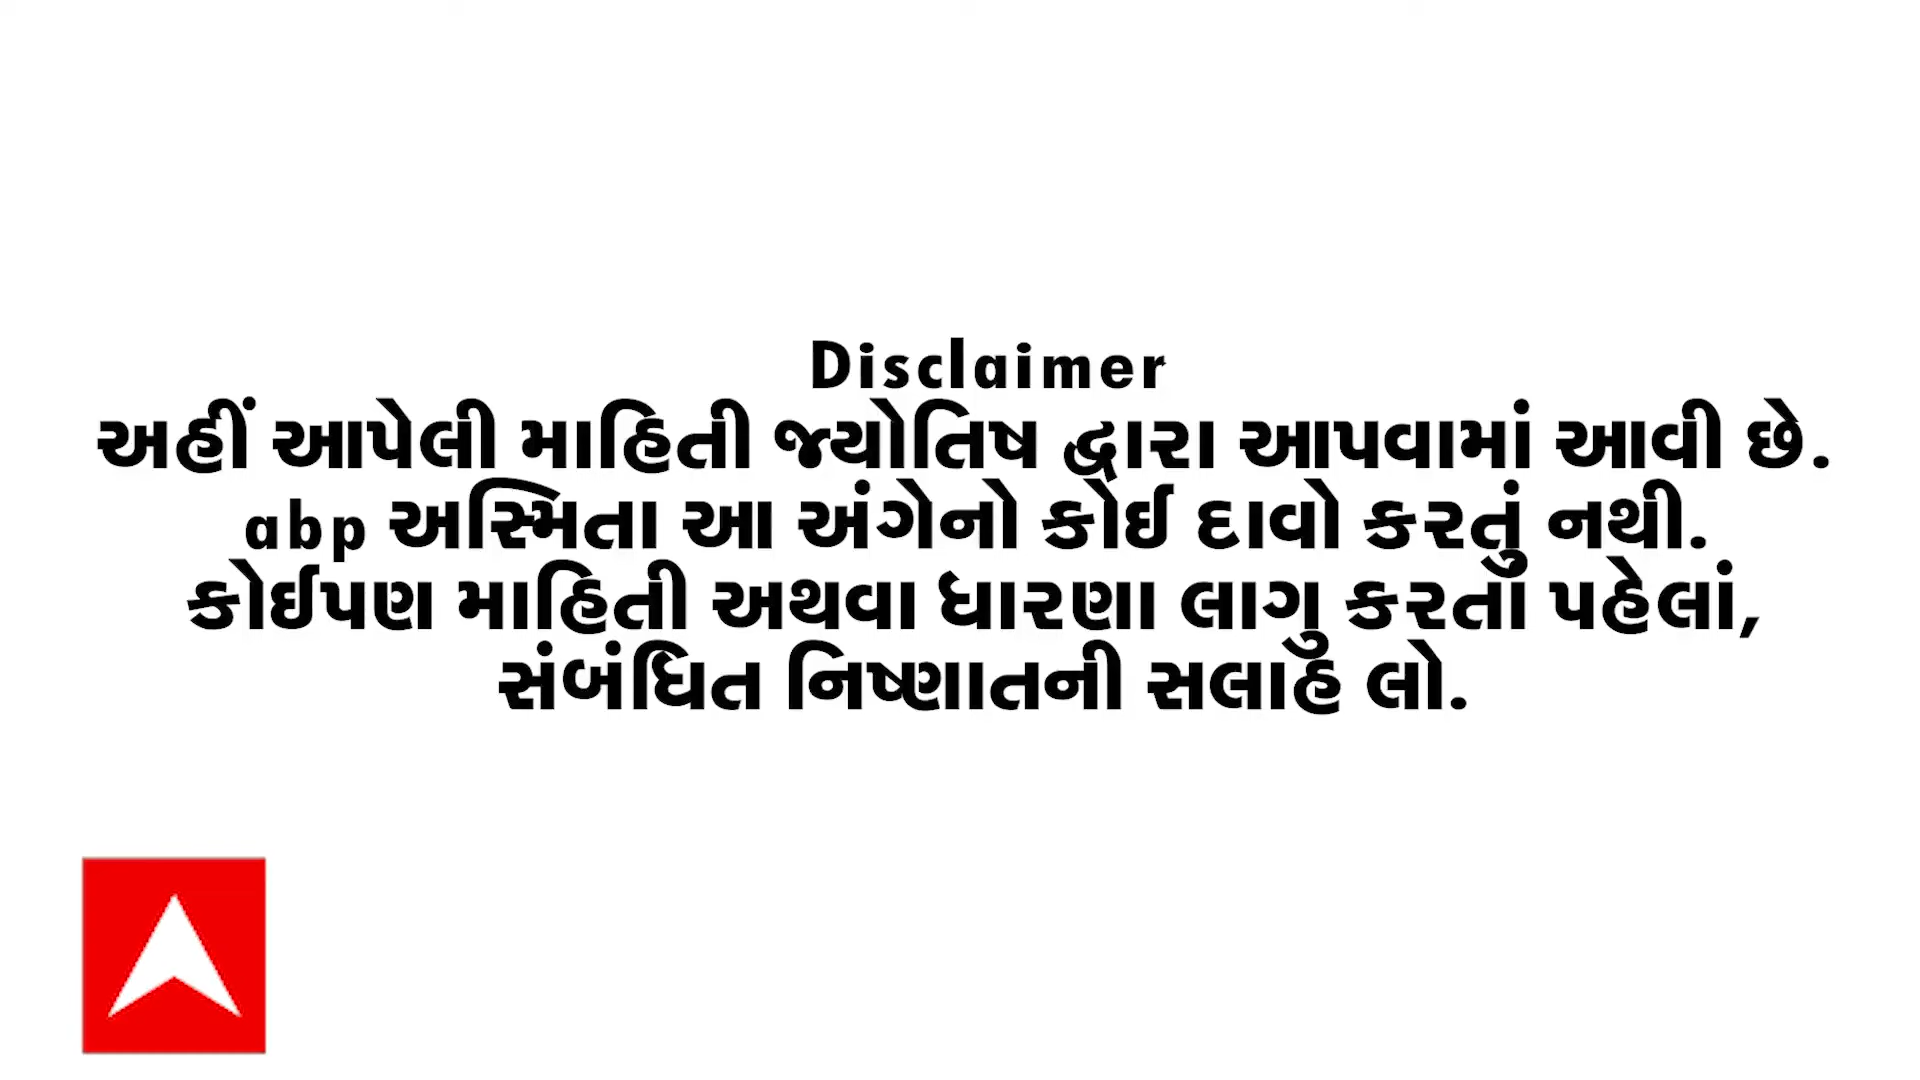 Disclaimer
અહીં આપેલી માહિતી જ્યોતિષ દ્વારા આપવામાં આવી છે.
abp અસ્મિતા આ અંગેનો કોઈ દાવો કરતું નથી.
કોઈપણ માહિતી અથવા ધારણા લાગુ કરતા પહેલાં,
સંબંધિત નિષ્ણાતની સલાહ લો.